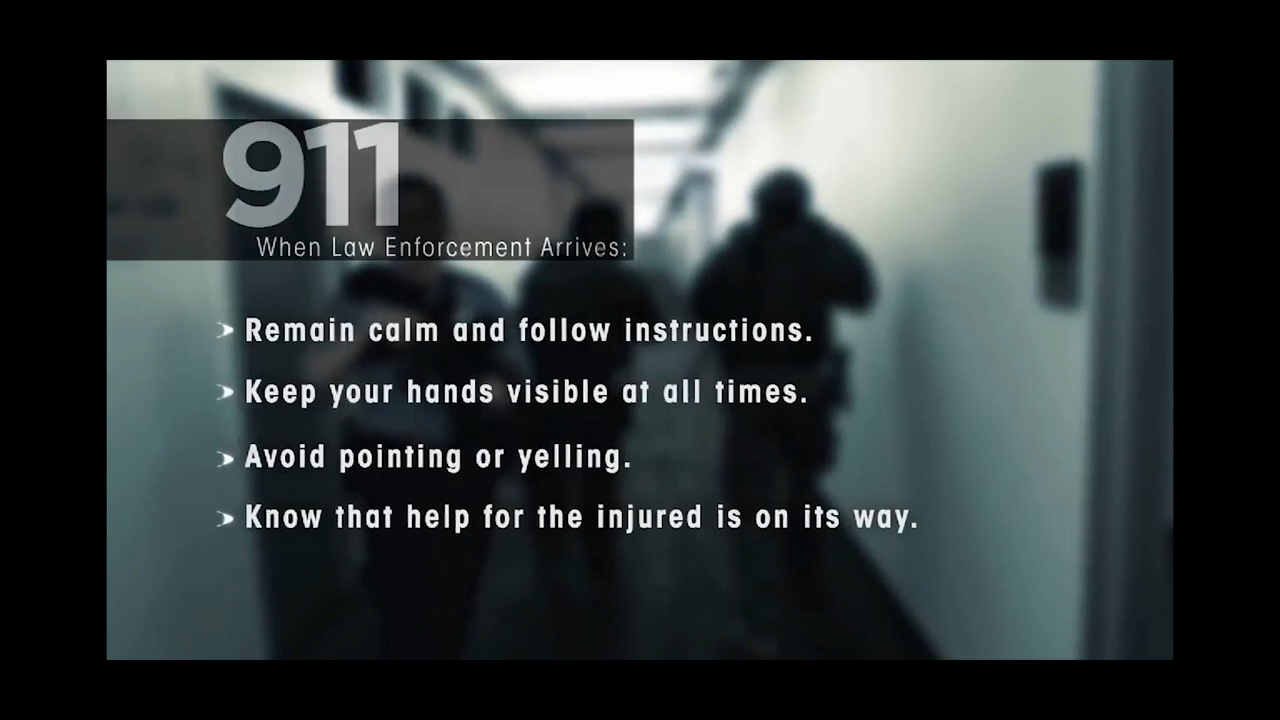 911
When Law Enforcement Arrives:
Remain calm and follow instructions.
Keep your hands visible at all times.
Avoid pointing or yelling.
Know that help for the injured is on its way.